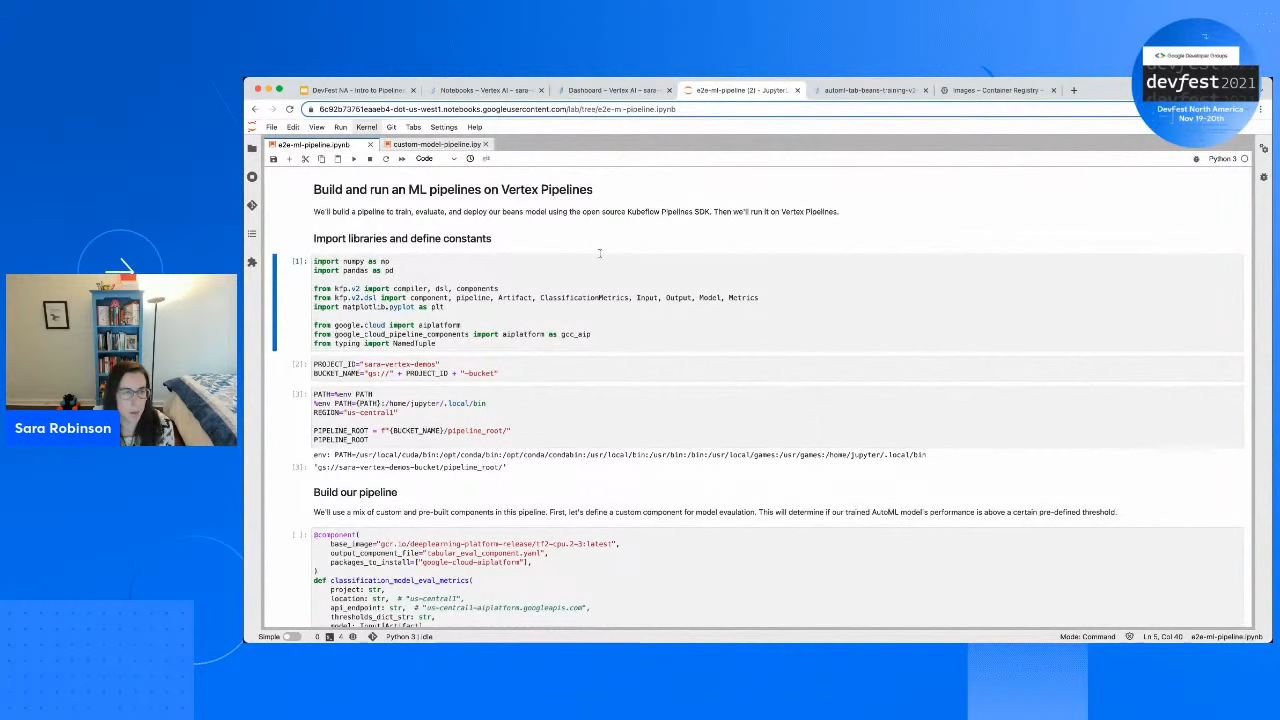 Google Developer Groups
devfest2021
DevFest North America
Nov 19-20th
DevFest NA - Intro to Pipeline
Notebooks – Vertex AI – sara-
Dashboard – Vertex AI – sara-
e2e-ml-pipeline (2) - Jupyter
automl-tab-beans-training-v2
Images – Container Registry –
6c92b73761eaaeb4-dot-us-west1.notebooks.googleusercontent.com/lab/tree/e2e-ml-pipeline.ipynb
File Edit View Run Kernel Git Tabs Settings Help
e2e-ml-pipeline.ipynb
custom-model-pipeline.ipy
Code
Python 3
Build and run an ML pipelines on Vertex Pipelines
We'll build a pipeline to train, evaluate, and deploy our beans model using the open source Kubeflow Pipelines SDK. Then we'll run it on Vertex Pipelines.
Import libraries and define constants
[1]: import numpy as np
import pandas as pd
from kfp.v2 import compiler, dsl, components
from kfp.v2.dsl import component, pipeline, Artifact, ClassificationMetrics, Input, Output, Model, Metrics
import matplotlib.pyplot as plt
from google.cloud import aiplatform
from google_cloud_pipeline_components import aiplatform as gcc_aip
from typing import NamedTuple
[2]: PROJECT_ID="sara-vertex-demos"
BUCKET_NAME="gs://" + PROJECT_ID + "-bucket"
[3]: PATH=%env PATH
%env PATH={PATH}:/home/jupyter/.local/bin
REGION="us-central1"
PIPELINE_ROOT = f"{BUCKET_NAME}/pipeline_root/"
PIPELINE_ROOT
env: PATH=/usr/local/cuda/bin:/opt/conda/bin:/opt/conda/condabin:/usr/local/bin:/usr/bin:/bin:/usr/local/games:/usr/games:/home/jupyter/.local/bin
[3]: 'gs://sara-vertex-demos-bucket/pipeline_root/'
Build our pipeline
We'll use a mix of custom and pre-built components in this pipeline. First, let's define a custom component for model evaulation. This will determine if our trained AutoML model's performance is above a certain pre-defined threshold.
[ ]: @component(
base_image="gcr.io/deeplearning-platform-release/tf2-cpu.2-3:latest",
output_component_file="tabular_eval_component.yaml",
packages_to_install=["google-cloud-aiplatform"],
)
def classification_model_eval_metrics(
project: str,
location: str, # "us-central1",
api_endpoint: str, # "us-central1-aiplatform.googleapis.com",
thresholds_dict_str: str,
model: Input[Artifact],
Simple 0 4 Python 3 | Idle Mode: Command Ln 5, Col 40 e2e-ml-pipeline.ipynb
Sara Robinson